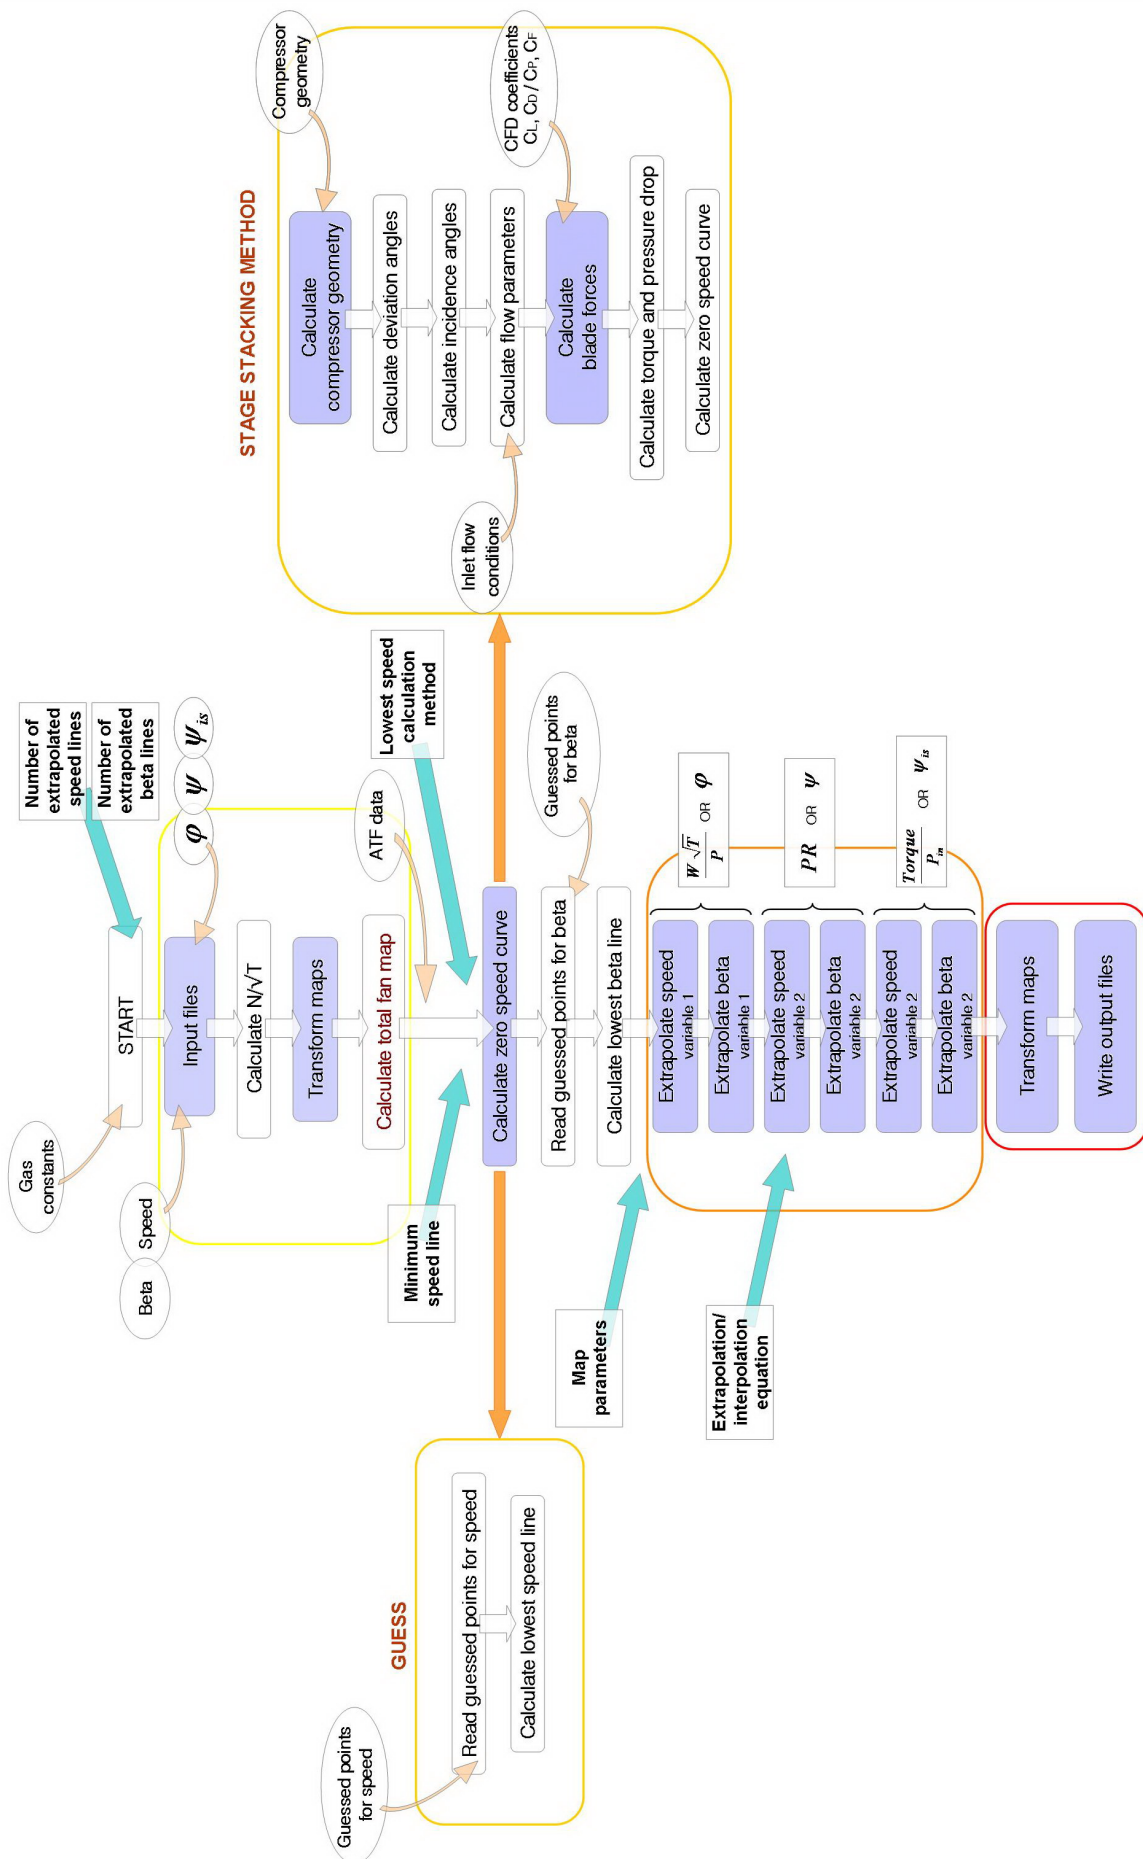 Gas
constants
START
Number of
extrapolated
speed lines
Number of
extrapolated
beta lines
Beta
Speed
Input files
φ
ψ
ψis
Calculate N/√T
Transform maps
Calculate total fan map
ATF data
Minimum
speed line
Lowest speed
calculation
method
Calculate zero speed curve
Read guessed points for beta
Guessed points
for beta
Calculate lowest beta line
Map
parameters
Extrapolation/
interpolation
equation
Extrapolate speed
variable 1
Extrapolate beta
variable 1
W √T
P
OR φ
Extrapolate speed
variable 2
Extrapolate beta
variable 2
PR OR ψ
Extrapolate speed
variable 2
Extrapolate beta
variable 2
Torque
Pin
OR ψis
Transform maps
Write output files
GUESS
Guessed points
for speed
Read guessed points for speed
Calculate lowest speed line
STAGE STACKING METHOD
Compressor
geometry
Calculate
compressor geometry
Calculate deviation angles
Calculate incidence angles
Inlet flow
conditions
Calculate flow parameters
CFD coefficients
CL, CD / CP, CF
Calculate
blade forces
Calculate torque and pressure drop
Calculate zero speed curve